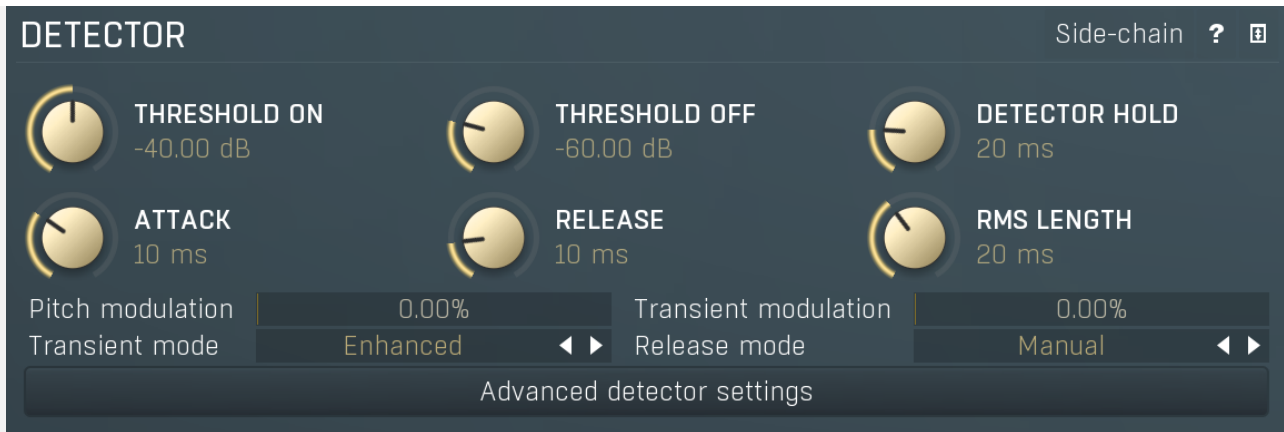 DETECTOR Side-chain ?
THRESHOLD ON THRESHOLD OFF DETECTOR HOLD
-40.00 dB -60.00 dB 20 ms
ATTACK RELEASE RMS LENGTH
10 ms 10 ms 20 ms
Pitch modulation 0.00% Transient modulation 0.00%
Transient mode Enhanced Release mode Manual
Advanced detector settings